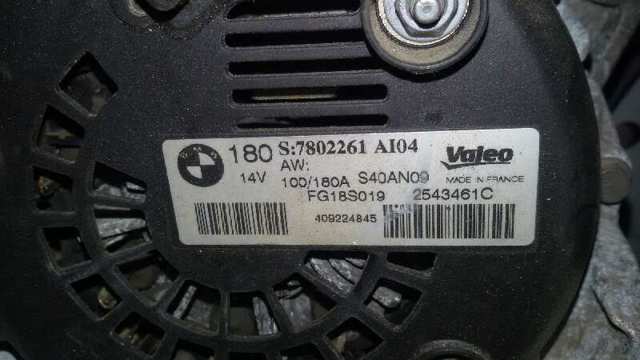 180 S:7802261 AI04 Valeo
AW:
14V 100/180A S40AN09 MADE IN FRANCE
FG18S019 2543461C
409224845